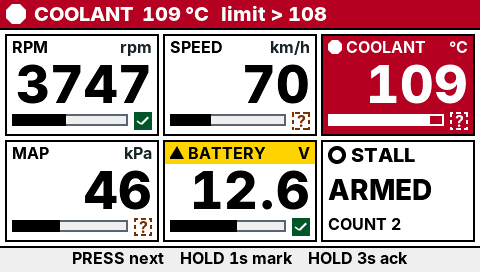 COOLANT 109 °C limit > 108
RPM rpm
3747
SPEED km/h
70
?
COOLANT °C
109
?
MAP kPa
46
?
BATTERY V
12.6
STALL
ARMED
COUNT 2
PRESS next HOLD 1s mark HOLD 3s ack